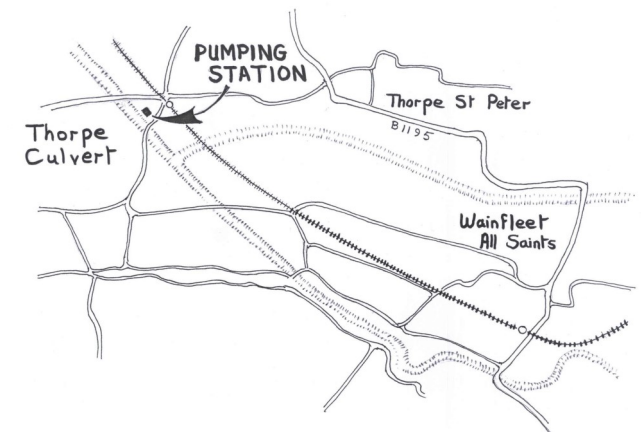 PUMPING
STATION
Thorpe St Peter
B1195
Thorpe
Culvert
Wainfleet
All Saints